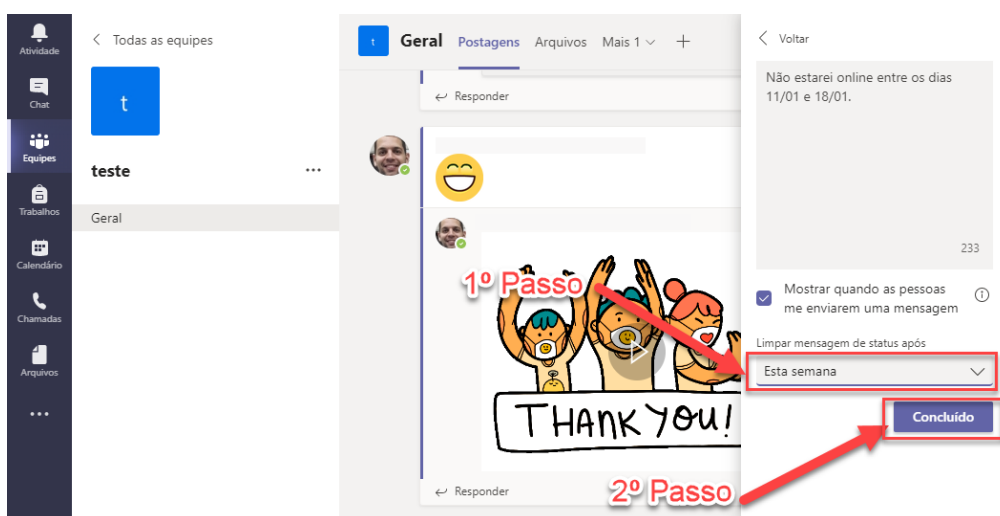 Atividade
Chat
Equipes
Trabalhos
Calendário
Chamadas
Arquivos
Todas as equipes
t
teste
Geral
t
Geral
Postagens
Arquivos
Mais 1
Responder
1º Passo
THANK YOU!
Responder
2º Passo
Voltar
Não estarei online entre os dias
11/01 e 18/01.
233
Mostrar quando as pessoas
me enviarem uma mensagem
Limpar mensagem de status após
Esta semana
Concluído